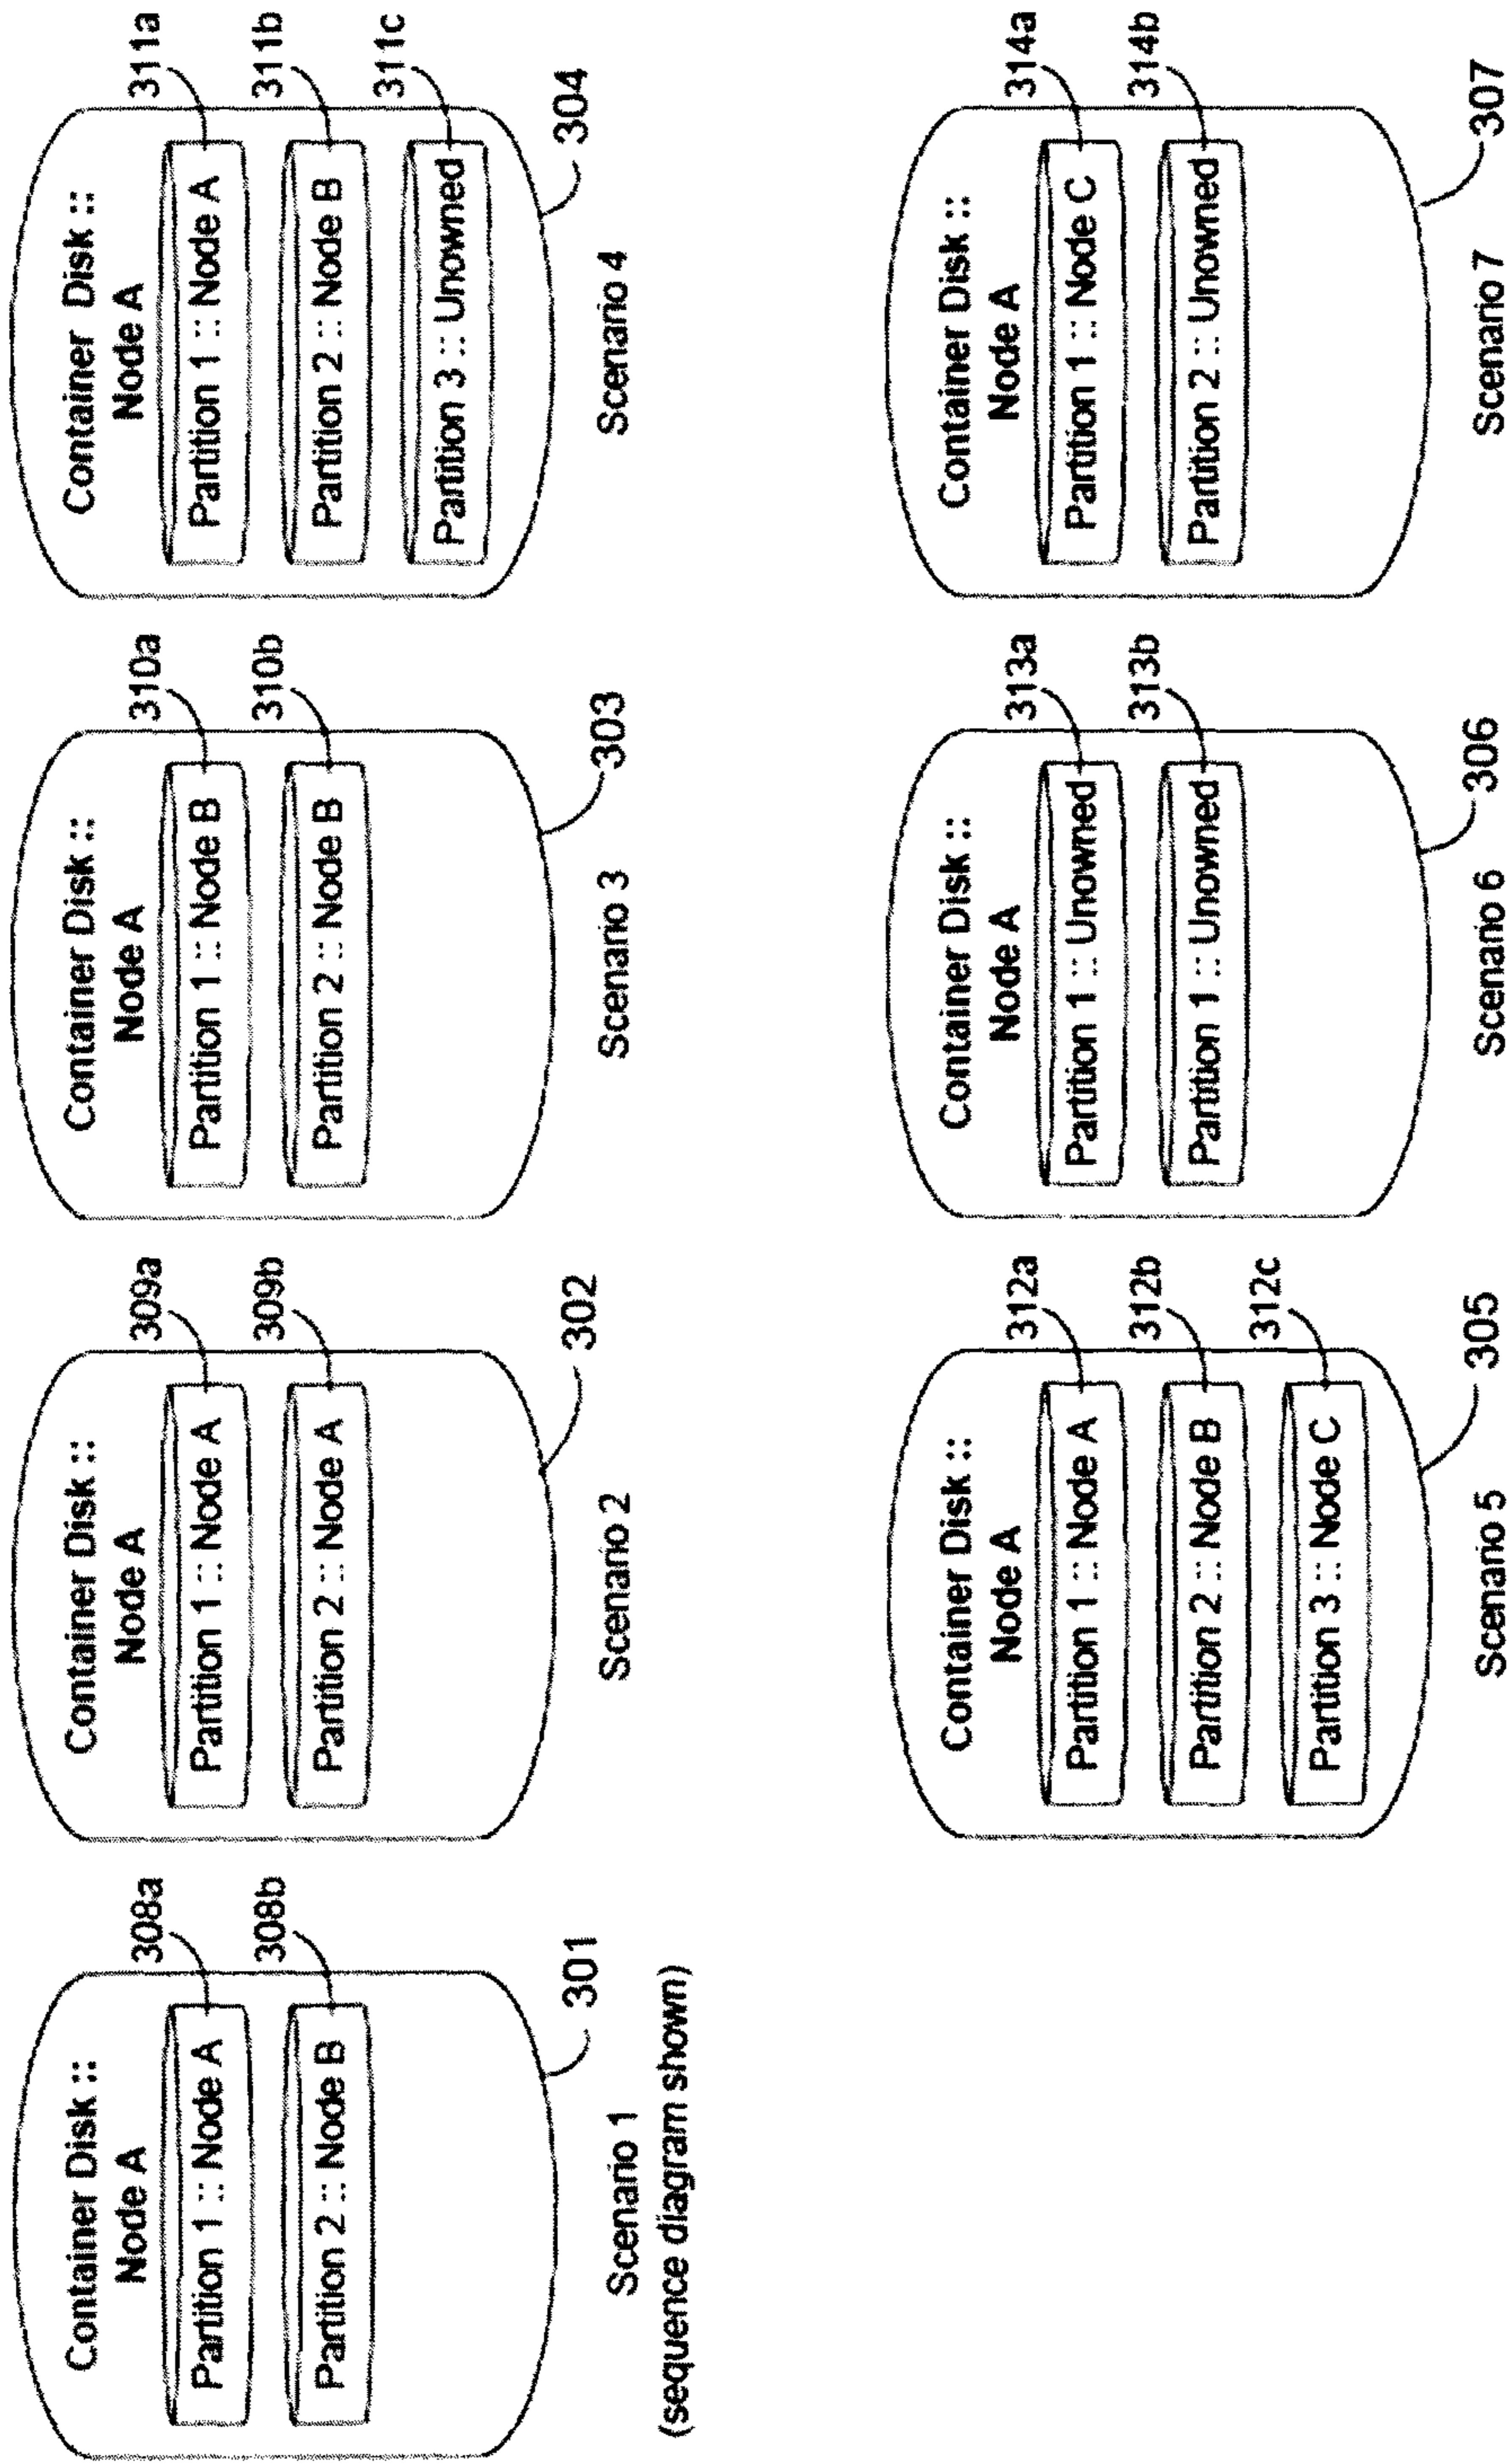 Container Disk ::
Node A
Partition 1 :: Node A
308a
Partition 2 :: Node B
308b
301
Scenario 1
(sequence diagram shown)
Container Disk ::
Node A
Partition 1 :: Node A
309a
Partition 2 :: Node A
309b
302
Scenario 2
Container Disk ::
Node A
Partition 1 :: Node B
310a
Partition 2 :: Node B
310b
303
Scenario 3
Container Disk ::
Node A
Partition 1 :: Node A
311a
Partition 2 :: Node B
311b
Partition 3 :: Unowned
311c
304
Scenario 4
Container Disk ::
Node A
Partition 1 :: Node A
312a
Partition 2 :: Node B
312b
Partition 3 :: Node C
312c
305
Scenario 5
Container Disk ::
Node A
Partition 1 :: Unowned
313a
Partition 1 :: Unowned
313b
306
Scenario 6
Container Disk ::
Node A
Partition 1 :: Node C
314a
Partition 2 :: Unowned
314b
307
Scenario 7